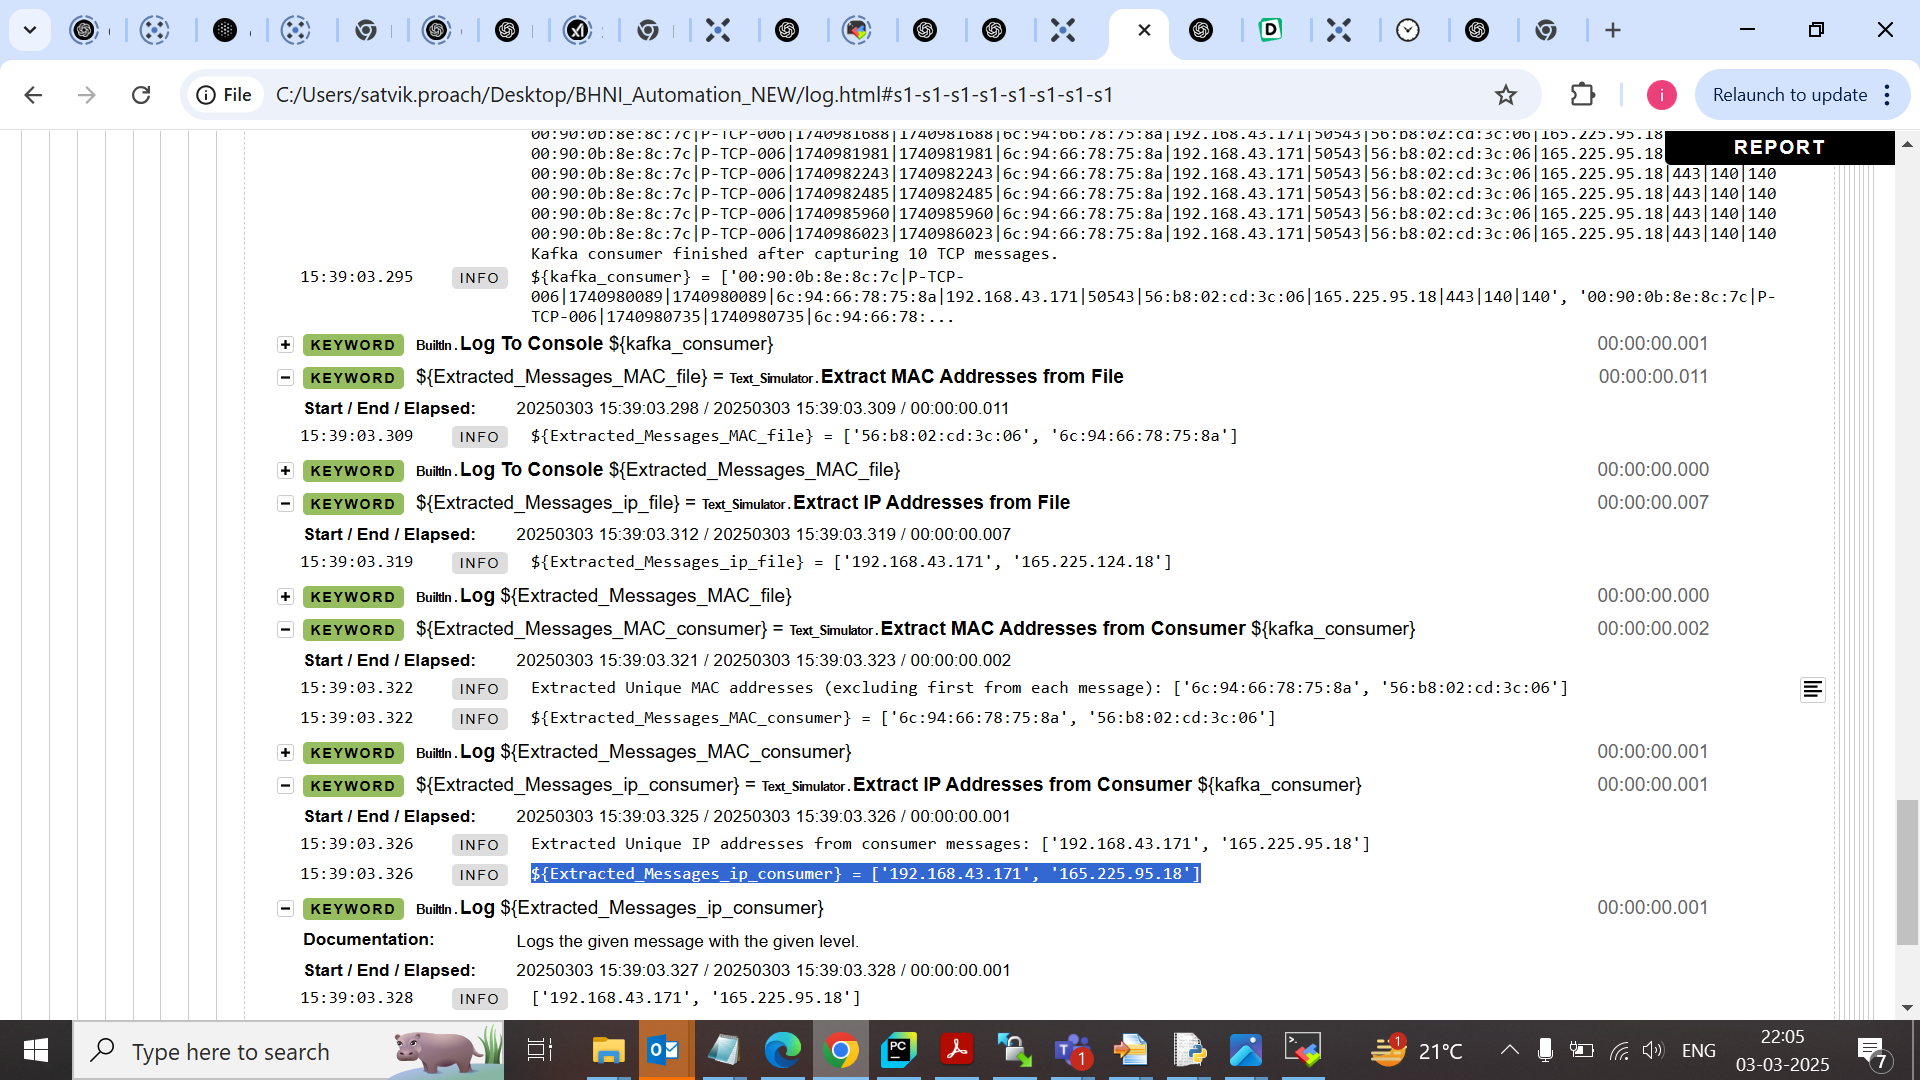 File
C:/Users/satvik.proach/Desktop/BHNI_Automation_NEW/log.html#s1-s1-s1-s1-s1-s1-s1-s1
i
Relaunch to update
REPORT
00:90:0b:8e:8c:7c|P-TCP-006|1740981688|1740981688|6c:94:66:78:75:8a|192.168.43.171|50543|56:b8:02:cd:3c:06|165.225.95.18
00:90:0b:8e:8c:7c|P-TCP-006|1740981981|1740981981|6c:94:66:78:75:8a|192.168.43.171|50543|56:b8:02:cd:3c:06|165.225.95.18
00:90:0b:8e:8c:7c|P-TCP-006|1740982243|1740982243|6c:94:66:78:75:8a|192.168.43.171|50543|56:b8:02:cd:3c:06|165.225.95.18|443|140|140
00:90:0b:8e:8c:7c|P-TCP-006|1740982485|1740982485|6c:94:66:78:75:8a|192.168.43.171|50543|56:b8:02:cd:3c:06|165.225.95.18|443|140|140
00:90:0b:8e:8c:7c|P-TCP-006|1740985960|1740985960|6c:94:66:78:75:8a|192.168.43.171|50543|56:b8:02:cd:3c:06|165.225.95.18|443|140|140
00:90:0b:8e:8c:7c|P-TCP-006|1740986023|1740986023|6c:94:66:78:75:8a|192.168.43.171|50543|56:b8:02:cd:3c:06|165.225.95.18|443|140|140
Kafka consumer finished after capturing 10 TCP messages.
15:39:03.295 INFO ${kafka_consumer} = ['00:90:0b:8e:8c:7c|P-TCP-
006|1740980089|1740980089|6c:94:66:78:75:8a|192.168.43.171|50543|56:b8:02:cd:3c:06|165.225.95.18|443|140|140', '00:90:0b:8e:8c:7c|P-
TCP-006|1740980735|1740980735|6c:94:66:78:...
KEYWORD BuiltIn.Log To Console ${kafka_consumer} 00:00:00.001
KEYWORD ${Extracted_Messages_MAC_file} = Text_Simulator.Extract MAC Addresses from File 00:00:00.011
Start / End / Elapsed: 20250303 15:39:03.298 / 20250303 15:39:03.309 / 00:00:00.011
15:39:03.309 INFO ${Extracted_Messages_MAC_file} = ['56:b8:02:cd:3c:06', '6c:94:66:78:75:8a']
KEYWORD BuiltIn.Log To Console ${Extracted_Messages_MAC_file} 00:00:00.000
KEYWORD ${Extracted_Messages_ip_file} = Text_Simulator.Extract IP Addresses from File 00:00:00.007
Start / End / Elapsed: 20250303 15:39:03.312 / 20250303 15:39:03.319 / 00:00:00.007
15:39:03.319 INFO ${Extracted_Messages_ip_file} = ['192.168.43.171', '165.225.124.18']
KEYWORD BuiltIn.Log ${Extracted_Messages_MAC_file} 00:00:00.000
KEYWORD ${Extracted_Messages_MAC_consumer} = Text_Simulator.Extract MAC Addresses from Consumer ${kafka_consumer} 00:00:00.002
Start / End / Elapsed: 20250303 15:39:03.321 / 20250303 15:39:03.323 / 00:00:00.002
15:39:03.322 INFO Extracted Unique MAC addresses (excluding first from each message): ['6c:94:66:78:75:8a', '56:b8:02:cd:3c:06']
15:39:03.322 INFO ${Extracted_Messages_MAC_consumer} = ['6c:94:66:78:75:8a', '56:b8:02:cd:3c:06']
KEYWORD BuiltIn.Log ${Extracted_Messages_MAC_consumer} 00:00:00.001
KEYWORD ${Extracted_Messages_ip_consumer} = Text_Simulator.Extract IP Addresses from Consumer ${kafka_consumer} 00:00:00.001
Start / End / Elapsed: 20250303 15:39:03.325 / 20250303 15:39:03.326 / 00:00:00.001
15:39:03.326 INFO Extracted Unique IP addresses from consumer messages: ['192.168.43.171', '165.225.95.18']
15:39:03.326 INFO ${Extracted_Messages_ip_consumer} = ['192.168.43.171', '165.225.95.18']
KEYWORD BuiltIn.Log ${Extracted_Messages_ip_consumer} 00:00:00.001
Documentation: Logs the given message with the given level.
Start / End / Elapsed: 20250303 15:39:03.327 / 20250303 15:39:03.328 / 00:00:00.001
15:39:03.328 INFO ['192.168.43.171', '165.225.95.18']
Type here to search
1
1
21°C
ENG
22:05
03-03-2025
7